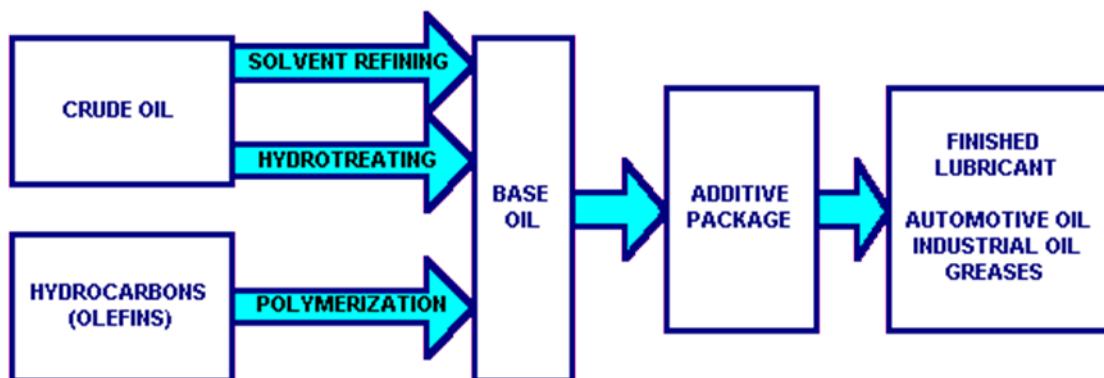 SOLVENT REFINING
CRUDE OIL
HYDROTREATING
HYDROCARBONS
(OLEFINS)
POLYMERIZATION
BASE
OIL
ADDITIVE
PACKAGE
FINISHED
LUBRICANT
AUTOMOTIVE OIL
INDUSTRIAL OIL
GREASES